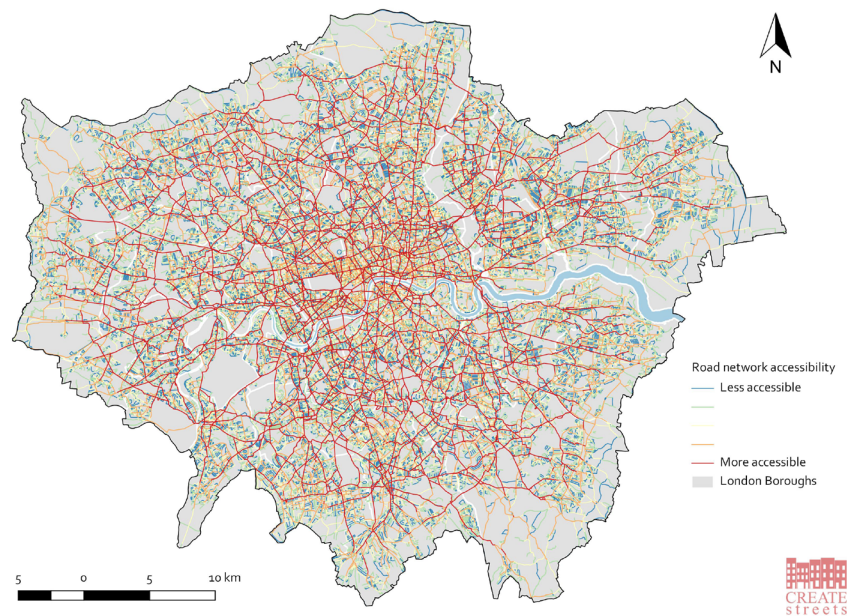 N
Road network accessibility
Less accessible
More accessible
London Boroughs
5 0 5 10 km
CREATE
streets